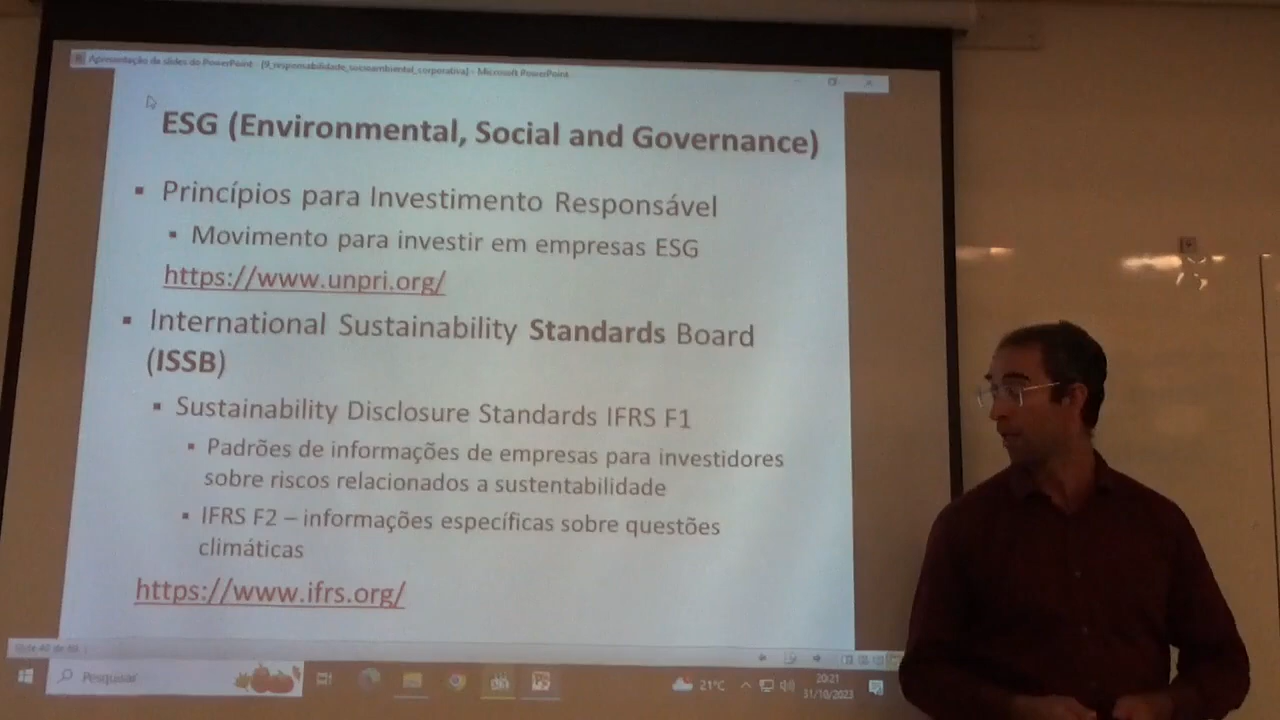 Apresentação de slides do PowerPoint - [9_responsabilidade_socioambiental_corporativa] - Microsoft PowerPoint
ESG (Environmental, Social and Governance)
▪ Princípios para Investimento Responsável
▪ Movimento para investir em empresas ESG
https://www.unpri.org/
▪ International Sustainability Standards Board
(ISSB)
▪ Sustainability Disclosure Standards IFRS F1
▪ Padrões de informações de empresas para investidores
sobre riscos relacionados a sustentabilidade
▪ IFRS F2 – informações específicas sobre questões
climáticas
https://www.ifrs.org/
Pesquisar
21°C
20:21
31/10/2023